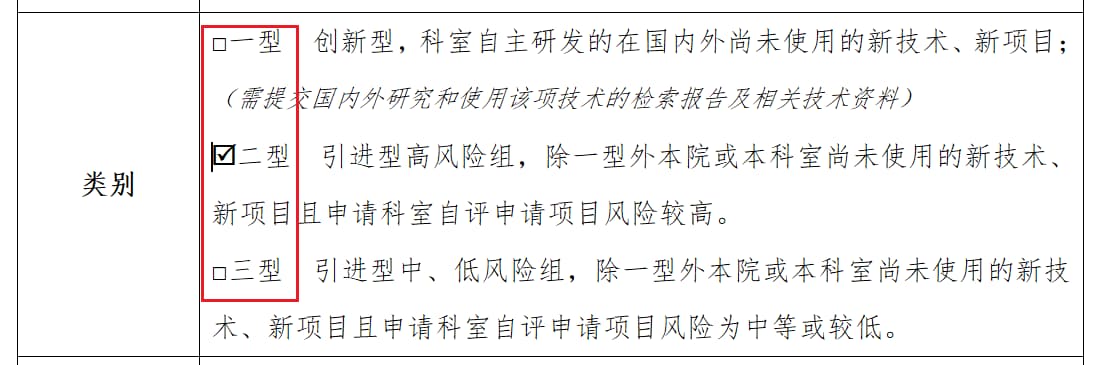 类别
□一型 创新型，科室自主研发的在国内外尚未使用的新技术、新项目；
（需提交国内外研究和使用该项技术的检索报告及相关技术资料）
☑二型 引进型高风险组，除一型外本院或本科室尚未使用的新技术、
新项目且申请科室自评申请项目风险较高。
□三型 引进型中、低风险组，除一型外本院或本科室尚未使用的新技
术、新项目且申请科室自评申请项目风险为中等或较低。